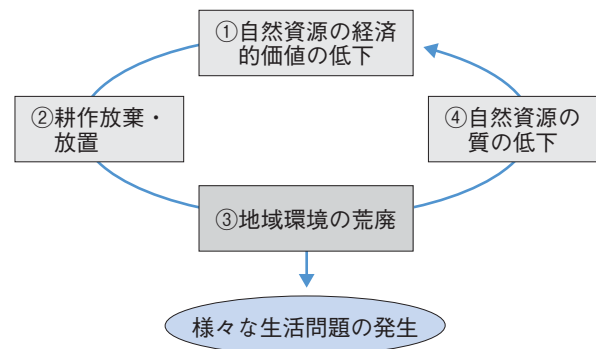 ①自然資源の経済
的価値の低下
②耕作放棄・
放置
④自然資源の
質の低下
③地域環境の荒廃
様々な生活問題の発生